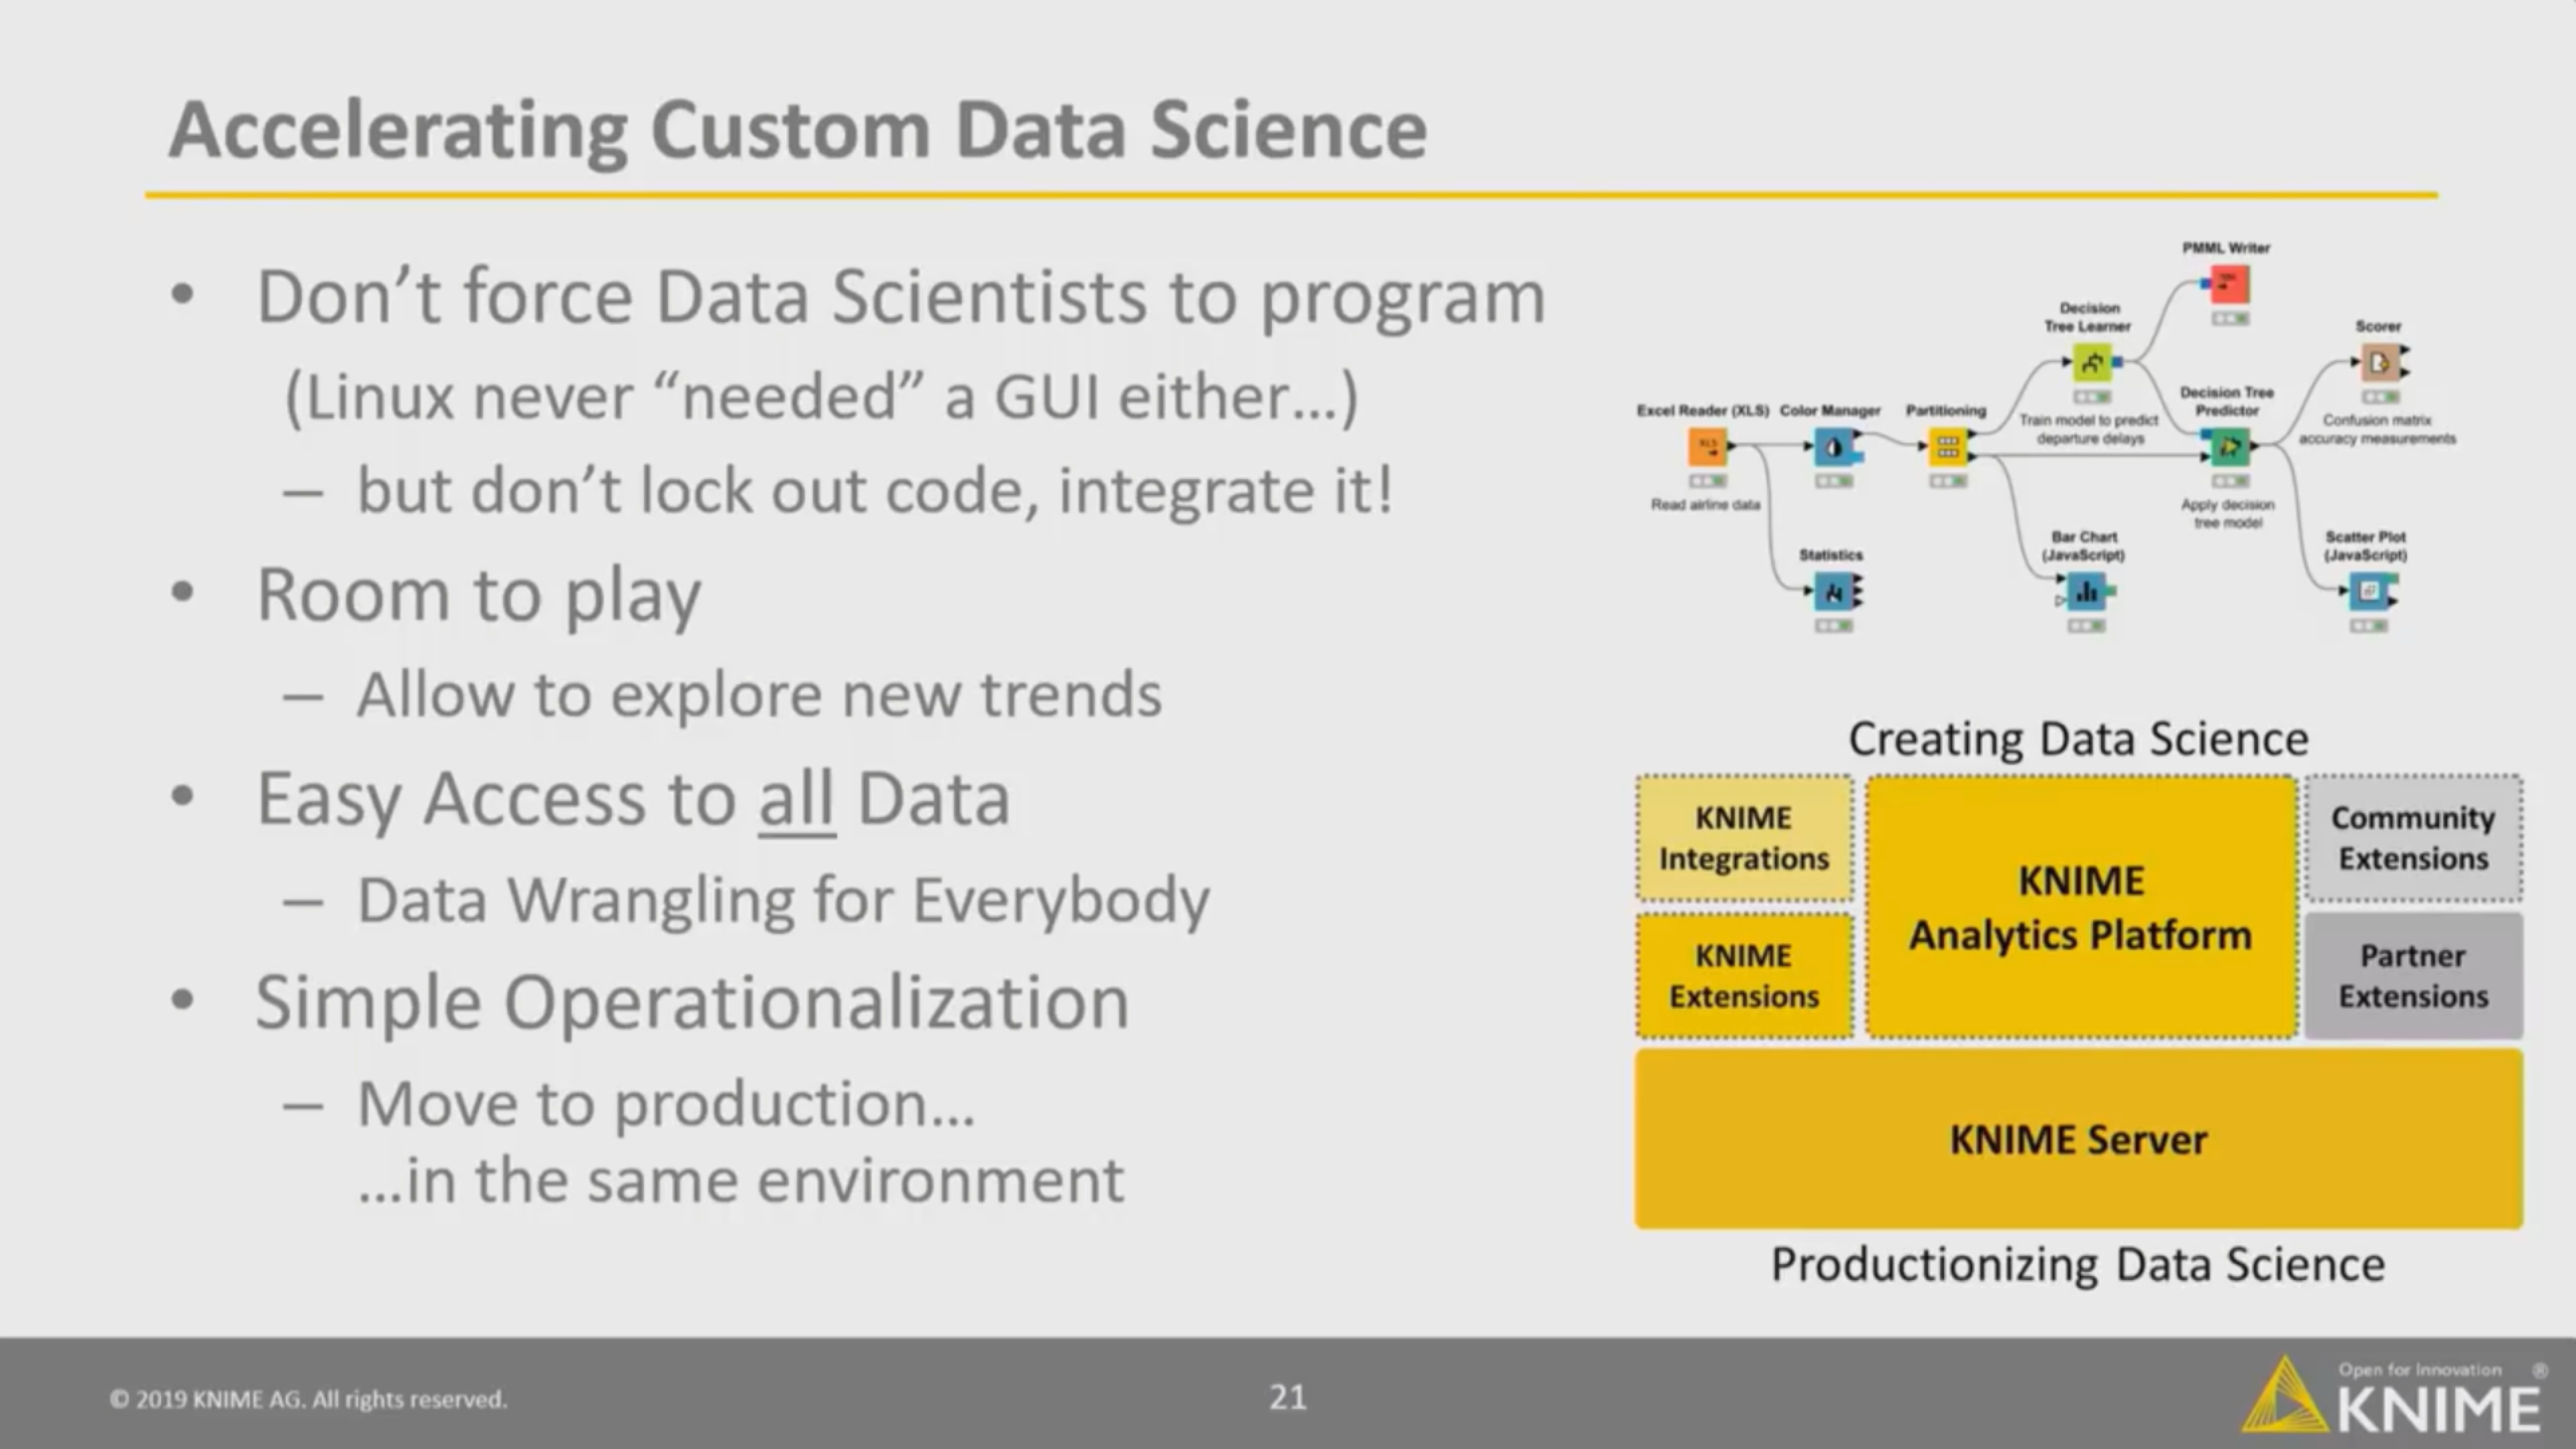 Accelerating Custom Data Science
• Don’t force Data Scientists to program
(Linux never “needed” a GUI either…)
– but don’t lock out code, integrate it!
• Room to play
– Allow to explore new trends
• Easy Access to all Data
– Data Wrangling for Everybody
• Simple Operationalization
– Move to production…
…in the same environment
PMML Writer
Decision
Tree Learner
Scorer
Decision Tree
Predictor
Excel Reader (XLS)
Color Manager
Partitioning
Train model to predict
departure delays
Confusion matrix
accuracy measurements
XLS
Read airline data
Apply decision
tree model
Statistics
Bar Chart
(JavaScript)
Scatter Plot
(JavaScript)
Creating Data Science
KNIME
Integrations
KNIME
Analytics Platform
Community
Extensions
KNIME
Extensions
Partner
Extensions
KNIME Server
Productionizing Data Science
© 2019 KNIME AG. All rights reserved.
21
Open for Innovation ®
KNIME